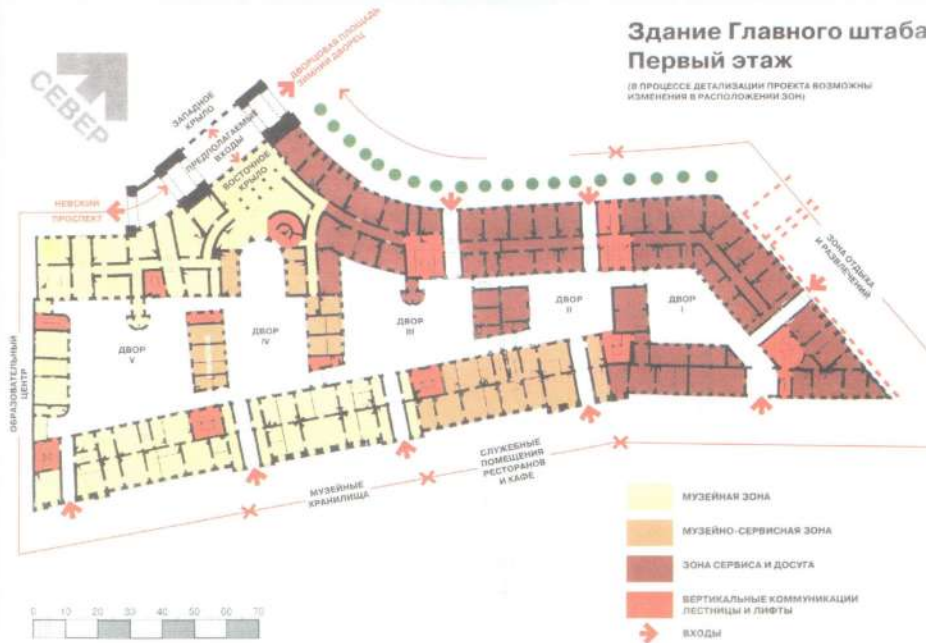 Здание Главного штаба
Первый этаж
(В ПРОЦЕССЕ ДЕТАЛИЗАЦИИ ПРОЕКТА ВОЗМОЖНЫ
ИЗМЕНЕНИЯ В РАСПОЛОЖЕНИИ ЗОН)
СЕВЕР
ДВОРЦОВАЯ ПЛОЩАДЬ
ЗИМНИЙ ДВОРЕЦ
ЗАПАДНОЕ
КРЫЛО
ПРЕДПОЛАГАЕМЫЕ
ВХОДЫ
ВОСТОЧНОЕ
КРЫЛО
НЕВСКИЙ
ПРОСПЕКТ
ЗОНА ОТДЫХА
И РАЗВЛЕЧЕНИЙ
ДВОР
I
ДВОР
II
ДВОР
III
ДВОР
IV
ДВОР
V
ОБРАЗОВАТЕЛЬНЫЙ
ЦЕНТР
МУЗЕЙНЫЕ
ХРАНИЛИЩА
СЛУЖЕБНЫЕ
ПОМЕЩЕНИЯ
РЕСТОРАНОВ
И КАФЕ
МУЗЕЙНАЯ ЗОНА
МУЗЕЙНО-СЕРВИСНАЯ ЗОНА
ЗОНА СЕРВИСА И ДОСУГА
ВЕРТИКАЛЬНЫЕ КОММУНИКАЦИИ
ЛЕСТНИЦЫ И ЛИФТЫ
ВХОДЫ
0 10 20 30 40 50 60 70